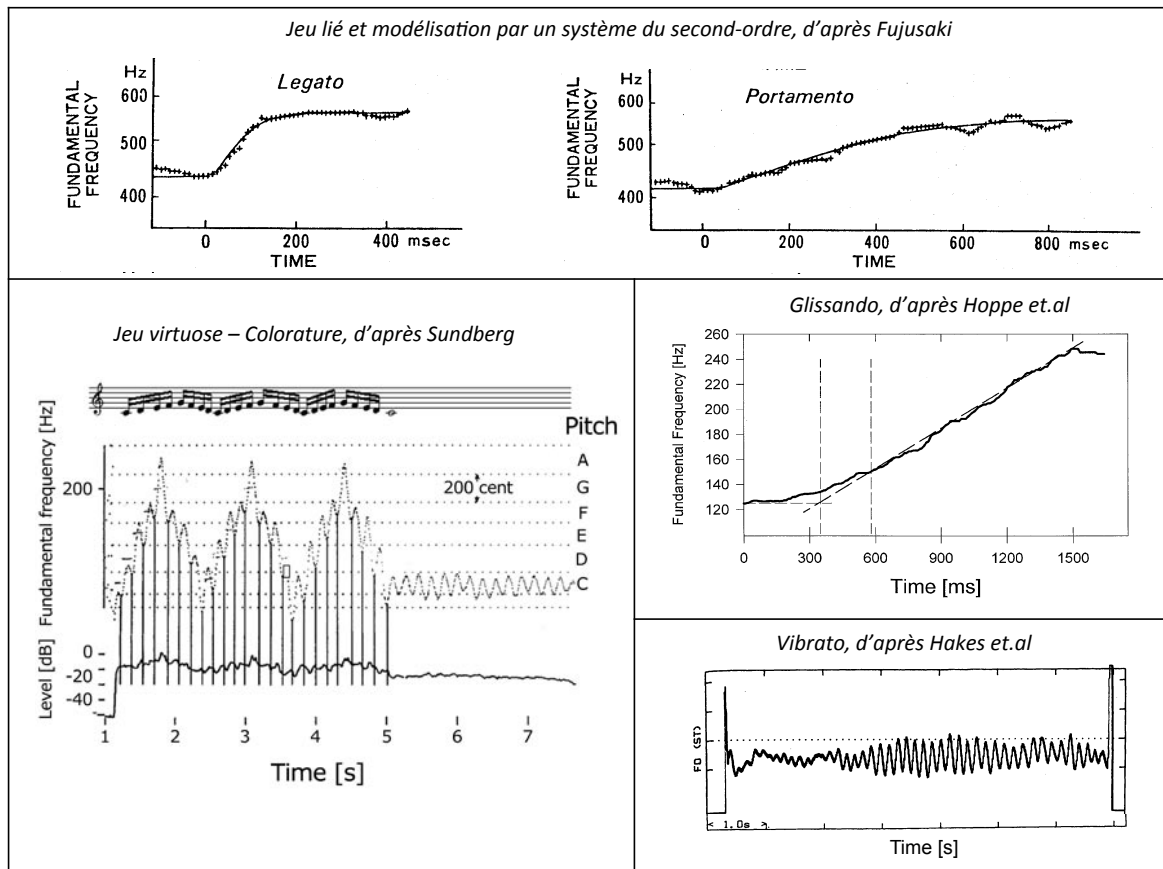 Jeu lié et modélisation par un système du second-ordre, d'après Fujusaki
Hz
Legato
FUNDAMENTAL
FREQUENCY
600
500
400
0
200
400
msec
TIME
Hz
Portamento
FUNDAMENTAL
FREQUENCY
600
500
400
0
200
400
600
800
msec
TIME
Jeu virtuose – Colorature, d'après Sundberg
Pitch
Fundamental frequency [Hz]
200
200 cent
A
G
F
E
D
C
Level [dB]
0
-20
-40
1
2
3
4
5
6
7
Time [s]
Glissando, d'après Hoppe et.al
Fundamental Frequency [Hz]
260
240
220
200
180
160
150
140
120
0
300
600
900
1200
1500
Time [ms]
Vibrato, d'après Hakes et.al
F0 (ST)
< 1.0s >
Time [s]